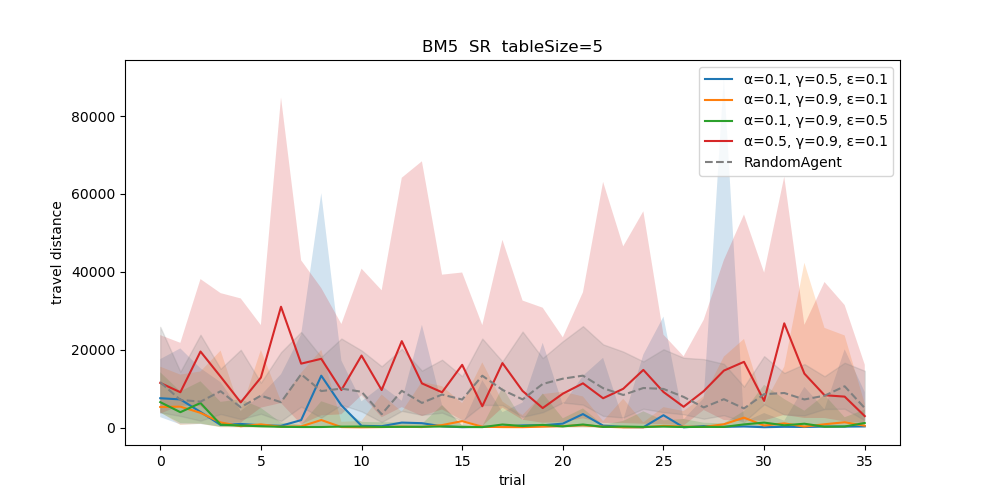 BM5  SR  tableSize=5
α=0.1, γ=0.5, ε=0.1
α=0.1, γ=0.9, ε=0.1
α=0.1, γ=0.9, ε=0.5
α=0.5, γ=0.9, ε=0.1
RandomAgent
travel distance
80000
60000
40000
20000
0
0 5 10 15 20 25 30 35
trial